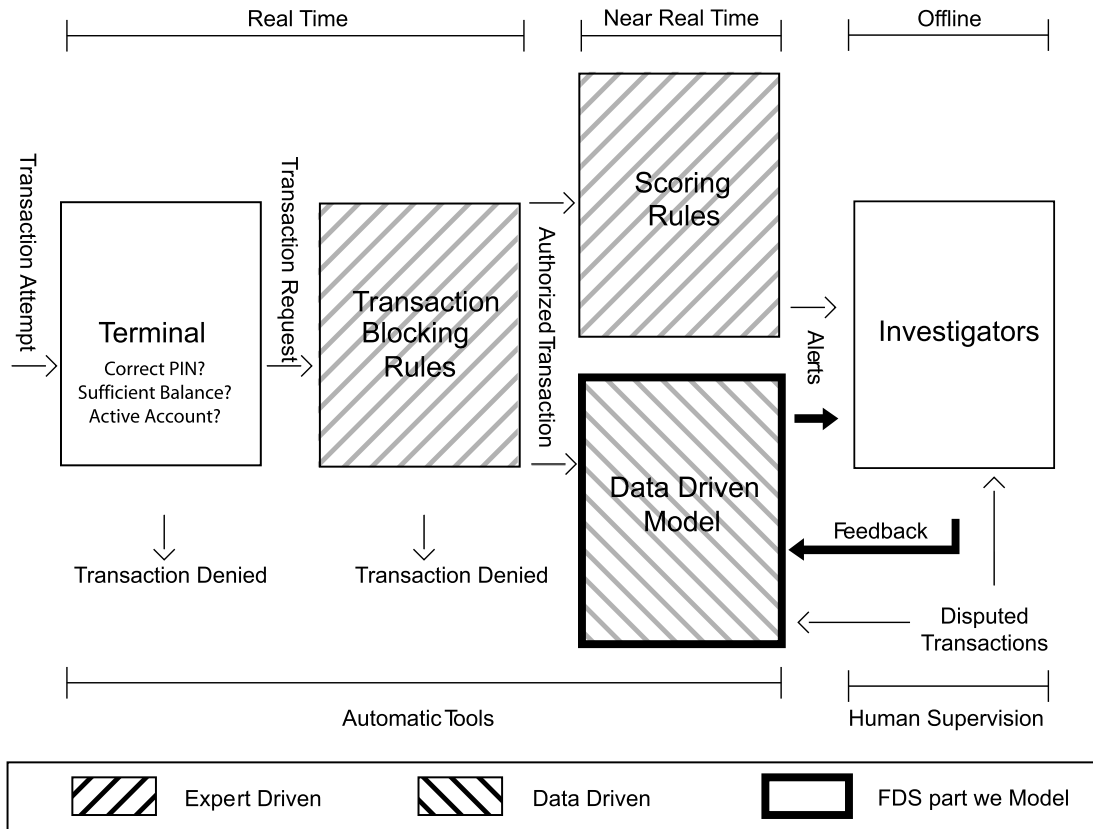 Real Time
Near Real Time
Offline
Transaction Attempt
Terminal
Correct PIN?
Sufficient Balance?
Active Account?
Transaction Denied
Transaction Request
Transaction
Blocking
Rules
Transaction Denied
Authorized Transaction
Scoring
Rules
Data Driven
Model
Alerts
Investigators
Feedback
Disputed
Transactions
Automatic Tools
Human Supervision
Expert Driven
Data Driven
FDS part we Model